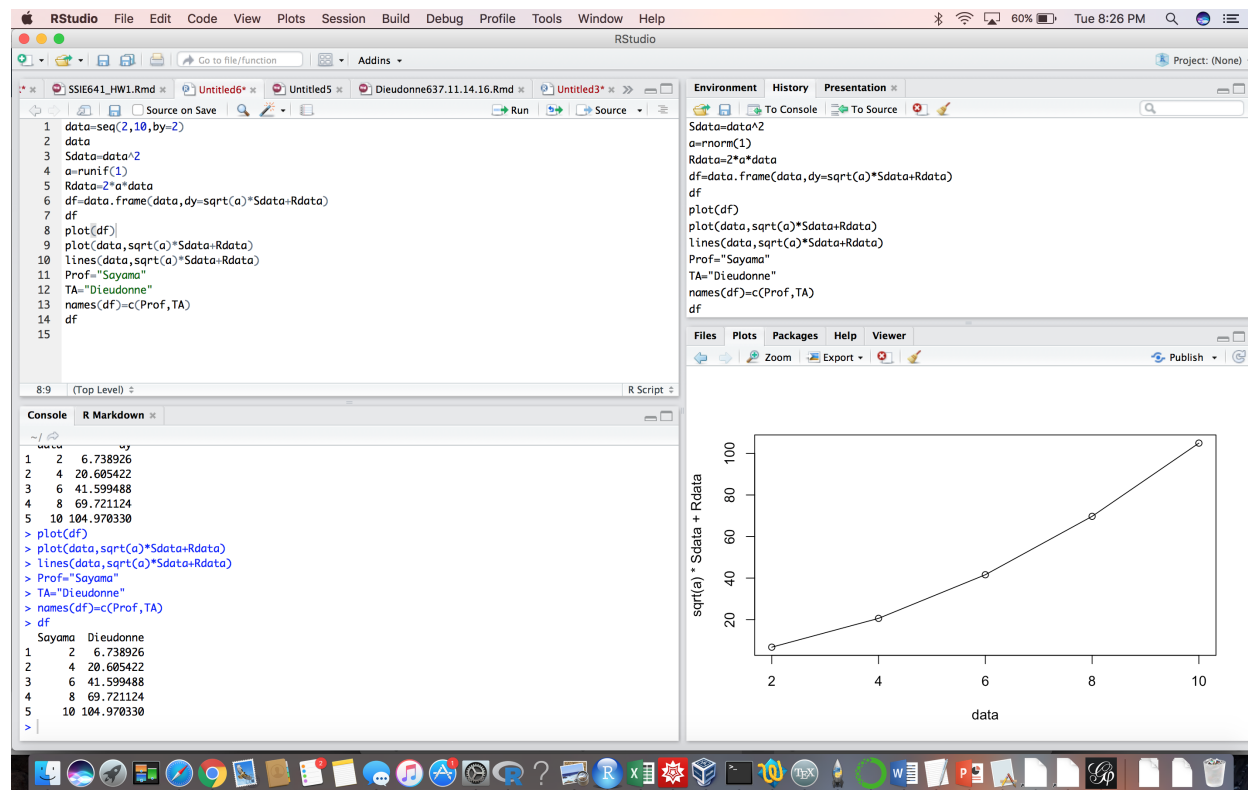 RStudio File Edit Code View Plots Session Build Debug Profile Tools Window Help 60% Tue 8:26 PM
RStudio
Go to file/function Addins Project: (None)
SSIE641_HW1.Rmd Untitled6* Untitled5 Dieudonne637.11.14.16.Rmd Untitled3*
Source on Save Run Source
1 data=seq(2,10,by=2)
2 data
3 Sdata=data^2
4 a=runif(1)
5 Rdata=2*a*data
6 df=data.frame(data,dy=sqrt(a)*Sdata+Rdata)
7 df
8 plot(df)
9 plot(data,sqrt(a)*Sdata+Rdata)
10 lines(data,sqrt(a)*Sdata+Rdata)
11 Prof="Sayama"
12 TA="Dieudonne"
13 names(df)=c(Prof,TA)
14 df
15
8:9 (Top Level) R Script
Console R Markdown
~/
data dy
1 2 6.738926
2 4 20.605422
3 6 41.599488
4 8 69.721124
5 10 104.970330
> plot(df)
> plot(data,sqrt(a)*Sdata+Rdata)
> lines(data,sqrt(a)*Sdata+Rdata)
> Prof="Sayama"
> TA="Dieudonne"
> names(df)=c(Prof,TA)
> df
Sayama Dieudonne
1 2 6.738926
2 4 20.605422
3 6 41.599488
4 8 69.721124
5 10 104.970330
>
Environment History Presentation
To Console To Source
Sdata=data^2
a=rnorm(1)
Rdata=2*a*data
df=data.frame(data,dy=sqrt(a)*Sdata+Rdata)
df
plot(df)
plot(data,sqrt(a)*Sdata+Rdata)
lines(data,sqrt(a)*Sdata+Rdata)
Prof="Sayama"
TA="Dieudonne"
names(df)=c(Prof,TA)
df
Files Plots Packages Help Viewer
Zoom Export Publish
sqrt(a) * Sdata + Rdata
100
80
60
40
20
2 4 6 8 10
data